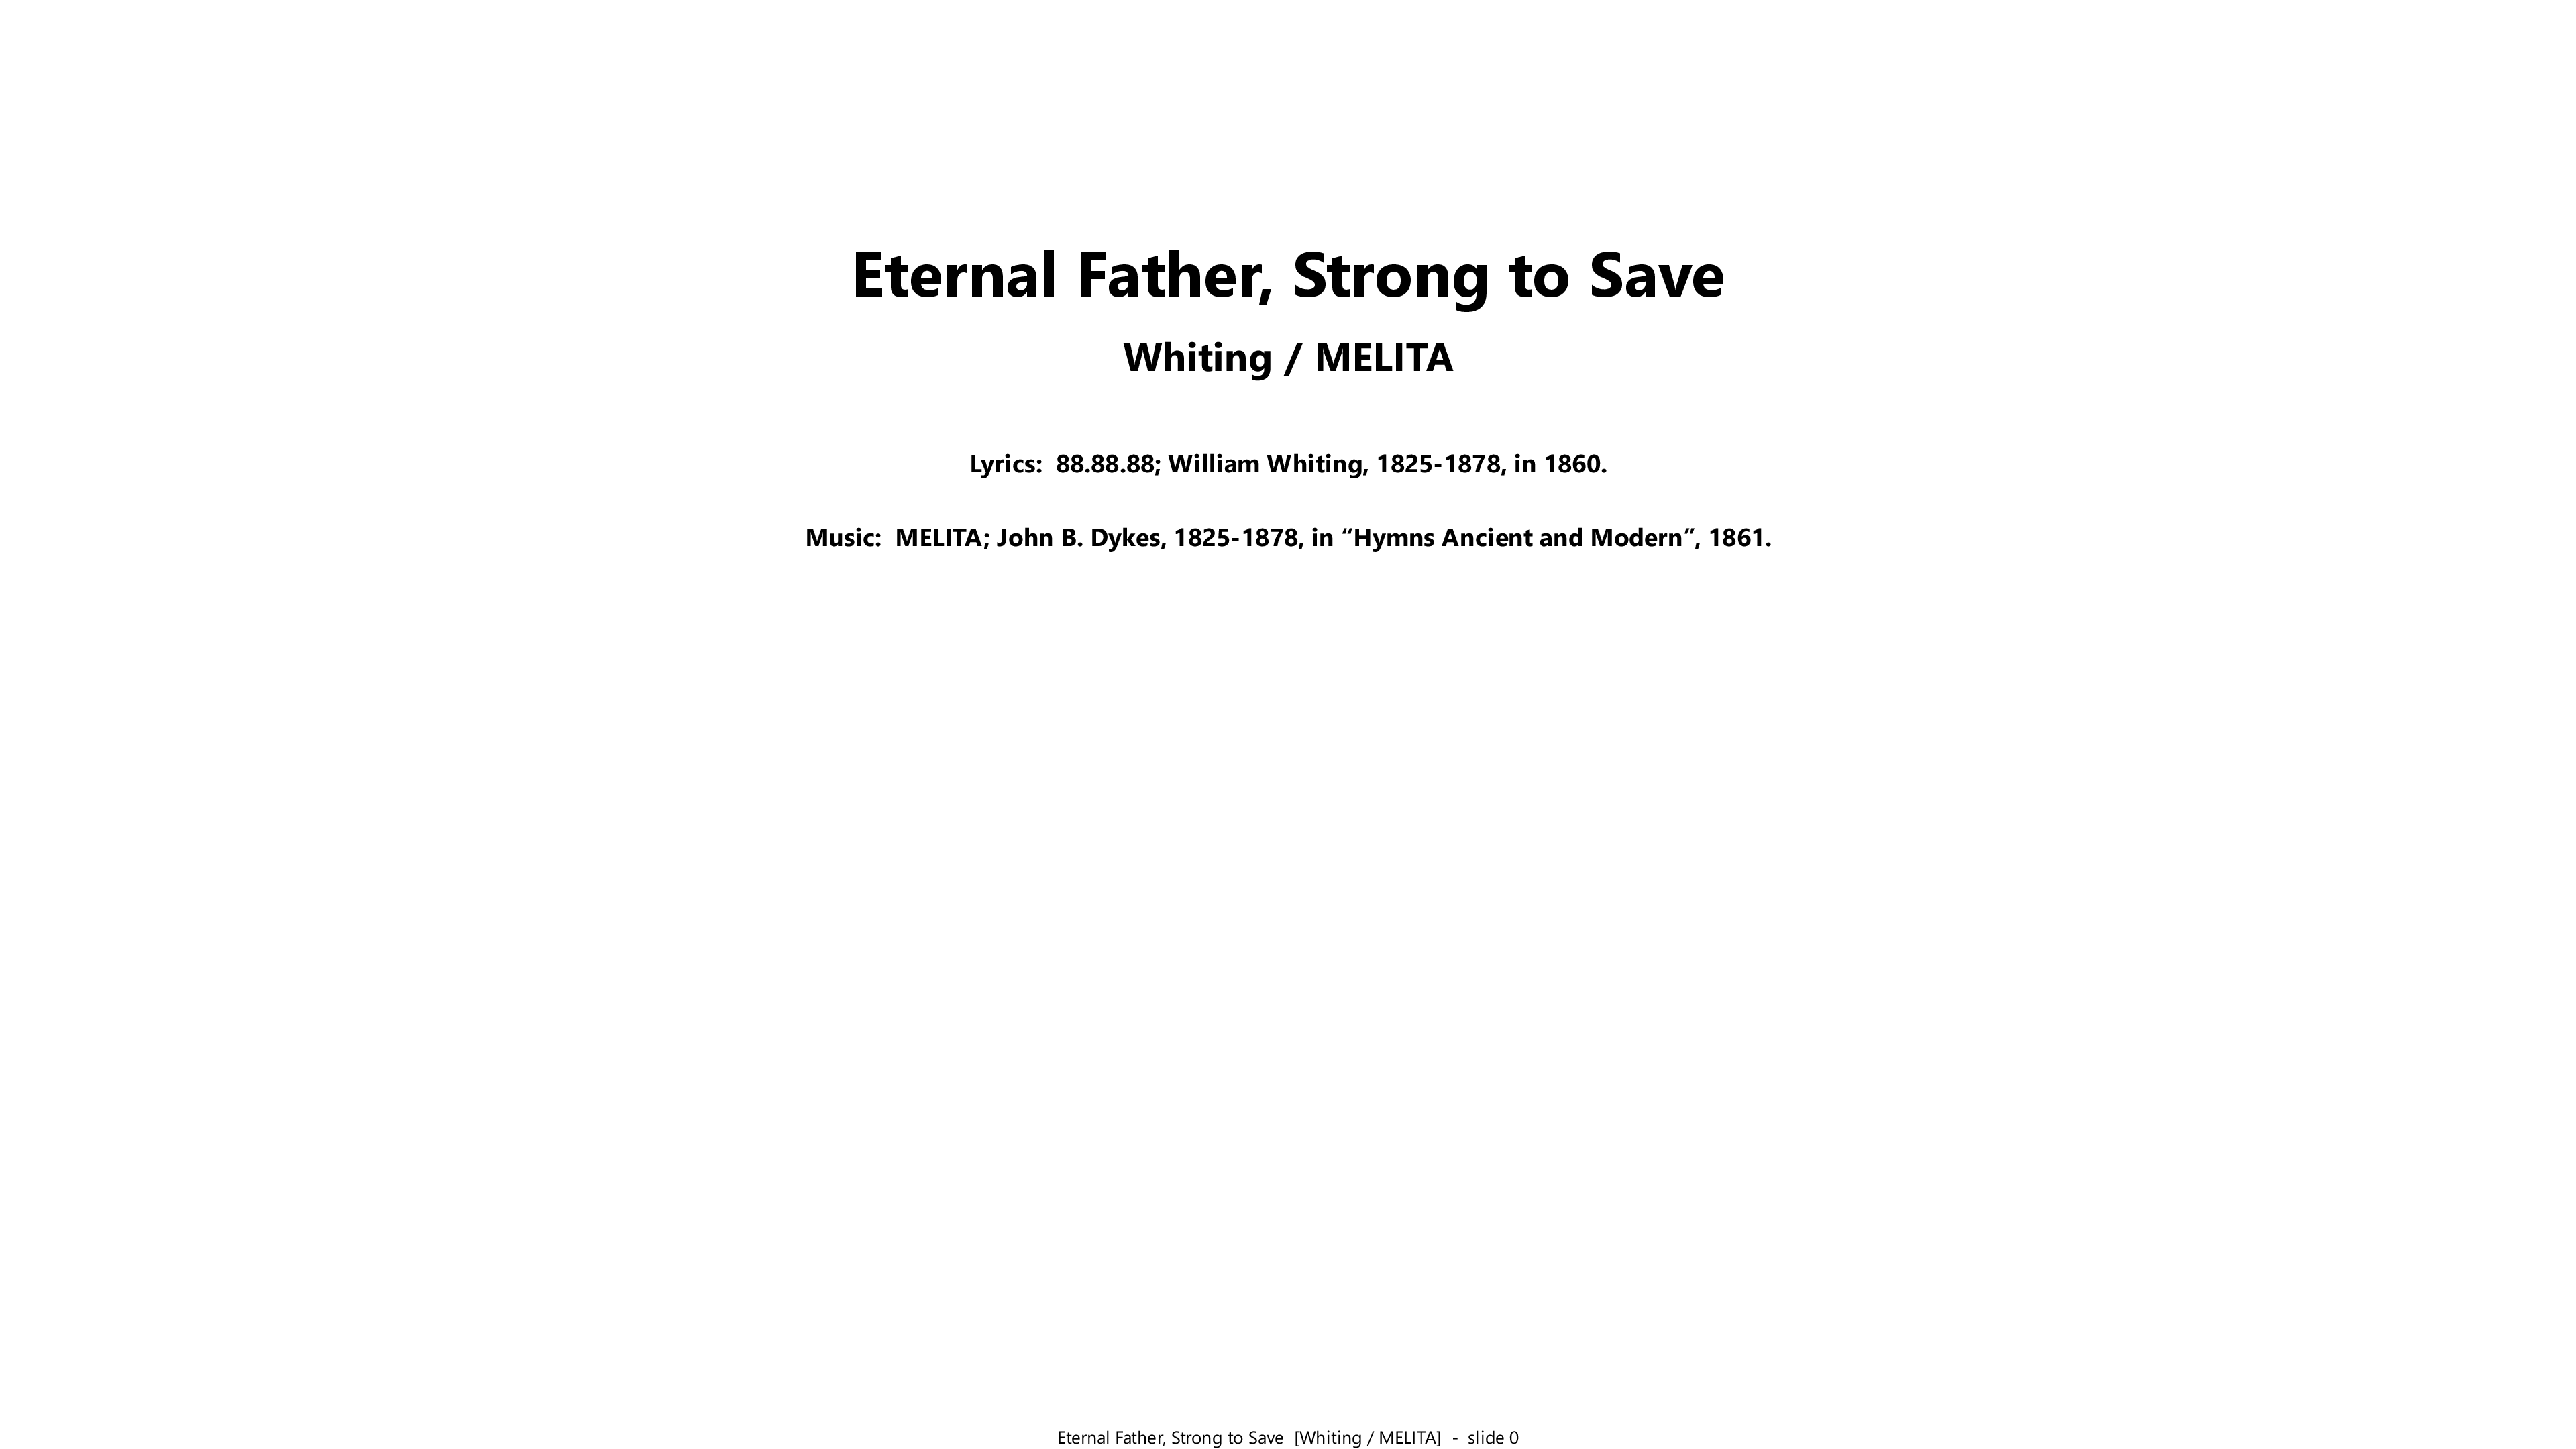 Eternal Father, Strong to Save
Whiting / MELITA
Lyrics:  88.88.88; William Whiting, 1825-1878, in 1860.
Music:  MELITA; John B. Dykes, 1825-1878, in “Hymns Ancient and Modern”, 1861.
Eternal Father, Strong to Save  [Whiting / MELITA]  -  slide 0